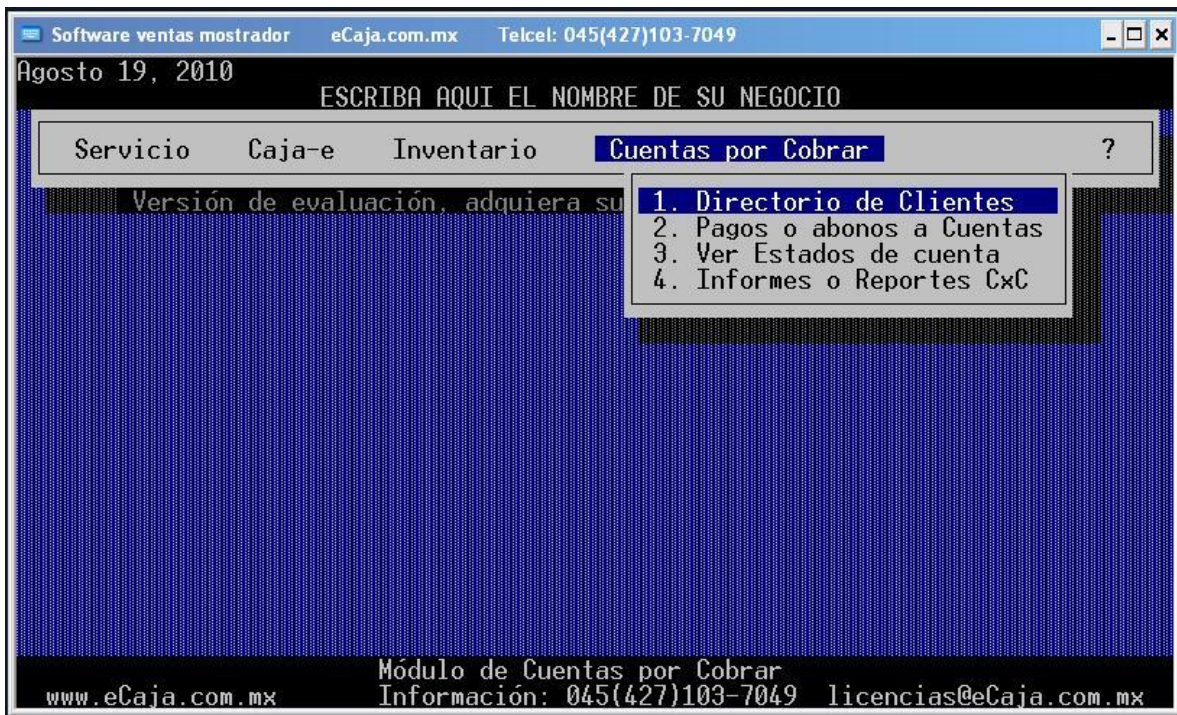 Software ventas mostrador eCaja.com.mx Telcel: 045(427)103-7049
Agosto 19, 2010
ESCRIBA AQUI EL NOMBRE DE SU NEGOCIO
Servicio Caja-e Inventario Cuentas por Cobrar ?
Versión de evaluación, adquiera su
1. Directorio de Clientes
2. Pagos o abonos a Cuentas
3. Ver Estados de cuenta
4. Informes o Reportes CxC
Módulo de Cuentas por Cobrar
www.eCaja.com.mx Información: 045(427)103-7049 licencias@eCaja.com.mx